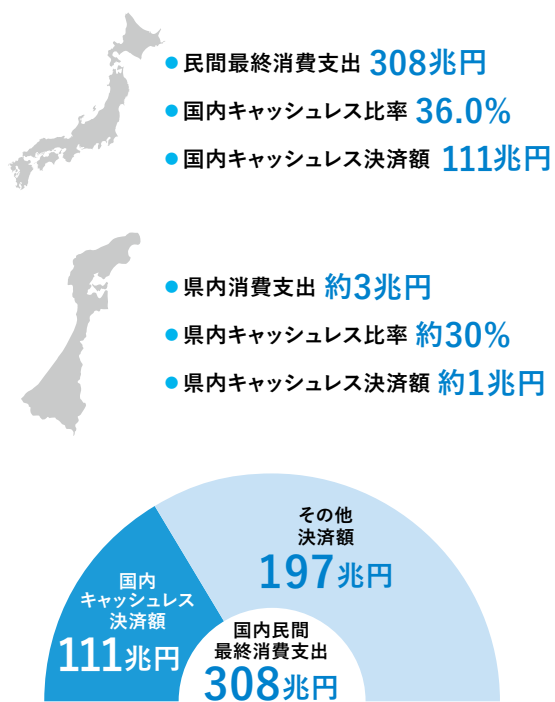 ● 民間最終消費支出 308兆円
● 国内キャッシュレス比率 36.0%
● 国内キャッシュレス決済額 111兆円
● 県内消費支出 約3兆円
● 県内キャッシュレス比率 約30%
● 県内キャッシュレス決済額 約1兆円
その他
決済額
197兆円
国内
キャッシュレス
決済額
111兆円
国内民間
最終消費支出
308兆円